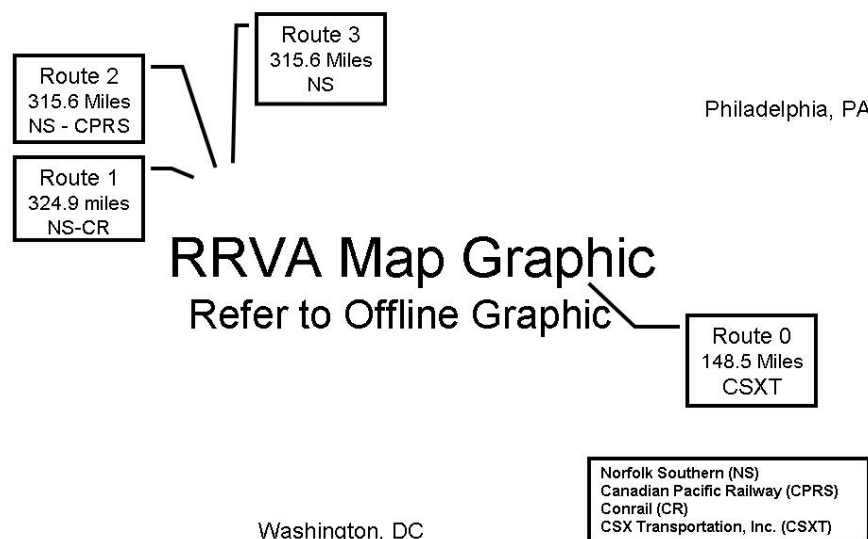 Route 3
315.6 Miles
NS
Route 2
315.6 Miles
NS - CPRS
Philadelphia, PA
Route 1
324.9 miles
NS-CR
RRVA Map Graphic
Refer to Offline Graphic
Route 0
148.5 Miles
CSXT
Norfolk Southern (NS)
Canadian Pacific Railway (CPRS)
Conrail (CR)
CSX Transportation, Inc. (CSXT)
Washington, DC